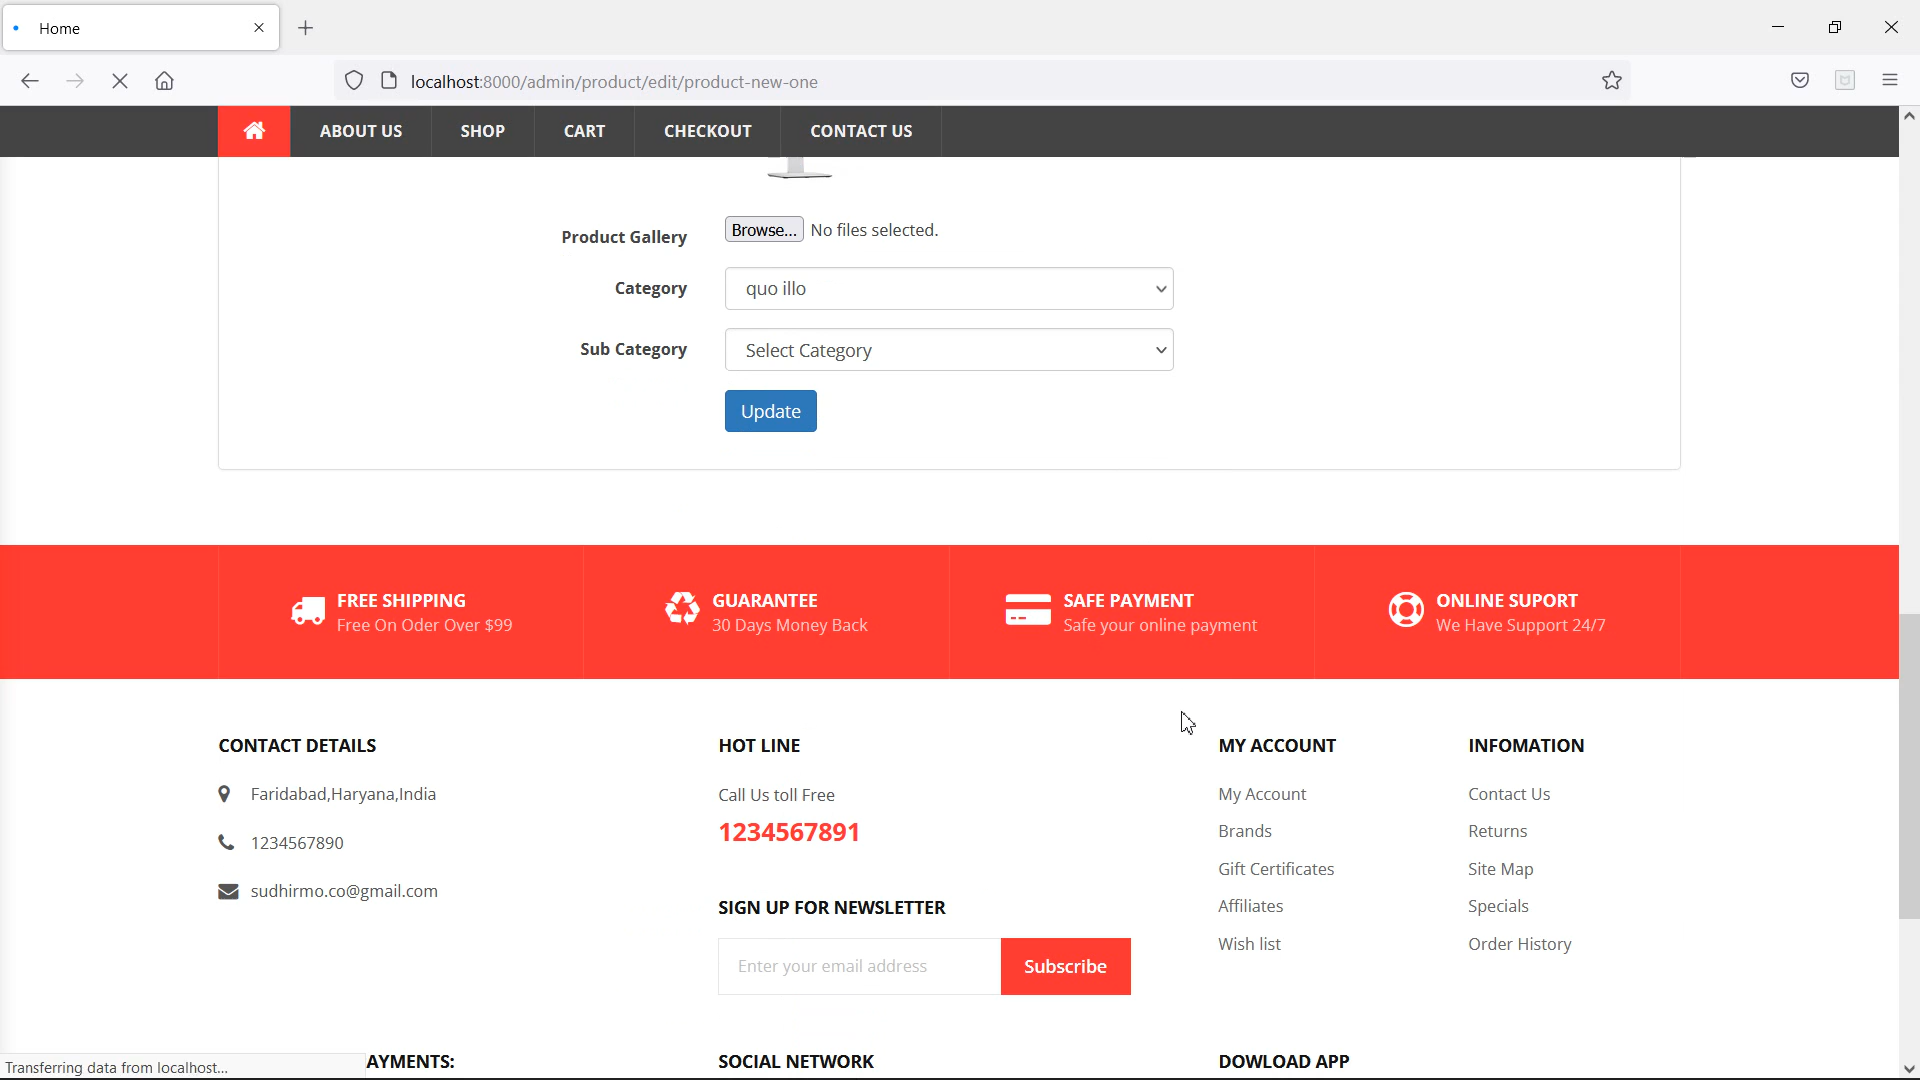 Home
localhost:8000/admin/product/edit/product-new-one
ABOUT US SHOP CART CHECKOUT CONTACT US
Product Gallery Browse... No files selected.
Category quo illo
Sub Category Select Category
Update
FREE SHIPPING
Free On Oder Over $99
GUARANTEE
30 Days Money Back
SAFE PAYMENT
Safe your online payment
ONLINE SUPORT
We Have Support 24/7
CONTACT DETAILS
Faridabad,Haryana,India
1234567890
sudhirmo.co@gmail.com
HOT LINE
Call Us toll Free
1234567891
SIGN UP FOR NEWSLETTER
Enter your email address Subscribe
MY ACCOUNT
My Account
Brands
Gift Certificates
Affiliates
Wish list
INFOMATION
Contact Us
Returns
Site Map
Specials
Order History
AYMENTS:
SOCIAL NETWORK
DOWLOAD APP
Transferring data from localhost...